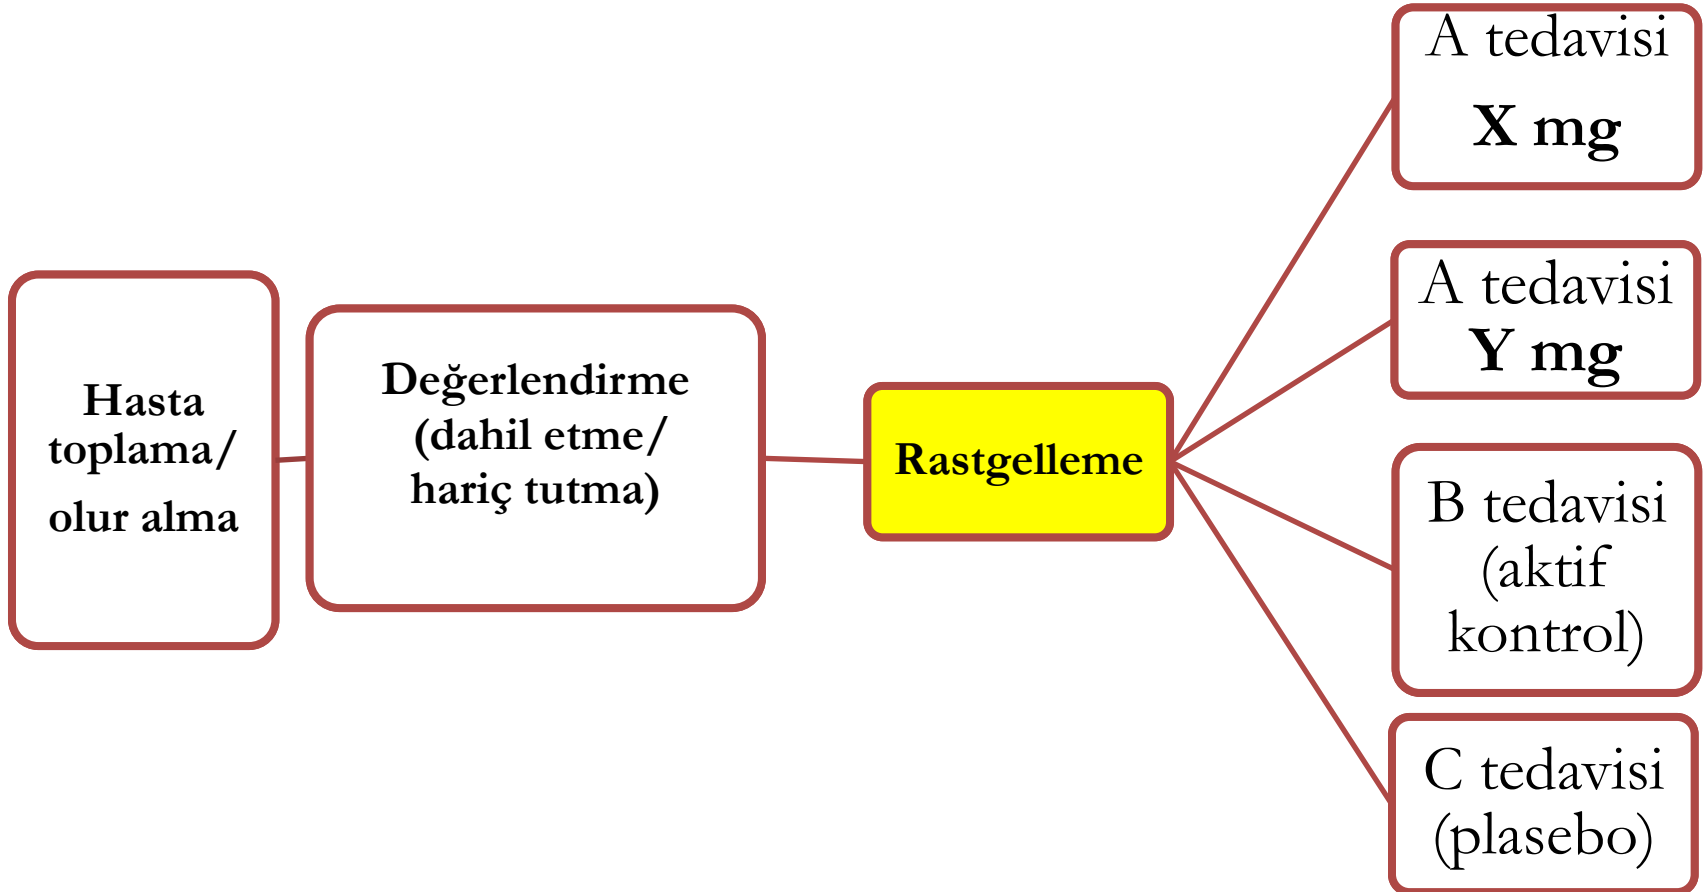 Hasta
toplama/
olur alma
Değerlendirme
(dahil etme/
hariç tutma)
Rastgelleme
A tedavisi
X mg
A tedavisi
Y mg
B tedavisi
(aktif
kontrol)
C tedavisi
(plasebo)